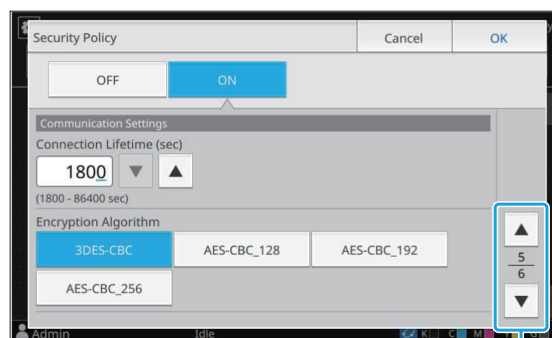 Security Policy Cancel OK
OFF ON
Communication Settings
Connection Lifetime (sec)
1800
(1800 - 86400 sec)
Encryption Algorithm
3DES-CBC AES-CBC_128 AES-CBC_192
5
6
AES-CBC_256
Admin Idle K C M